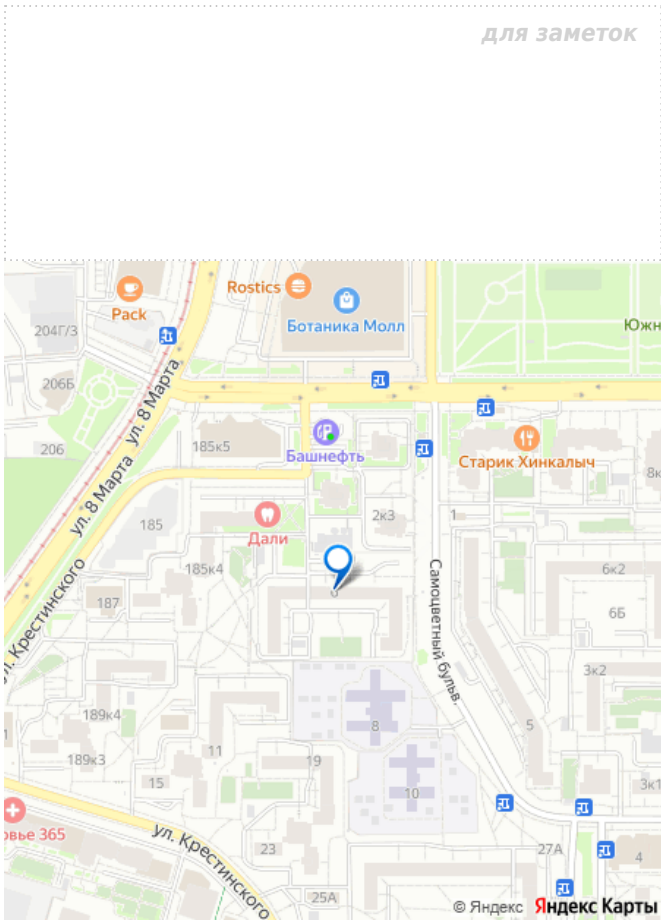 для заметок
Rostics
Pack
Ботаника Молл
204Г/3
Южн
206Б
ул. 8 Марта
206
185к5
Башнефть
Старик Хинкалыч
8к
ул. 8 Марта
185
Дали
2к3
1
185к4
6к2
ул. Крестинского
187
Самоцветный бульв.
6Б
3к2
189к4
8
5
1
11
189к3
19
15
10
3к1
овье 365
ул. Крестинского
23
27А
4
25А
© Яндекс Яндекс Карты